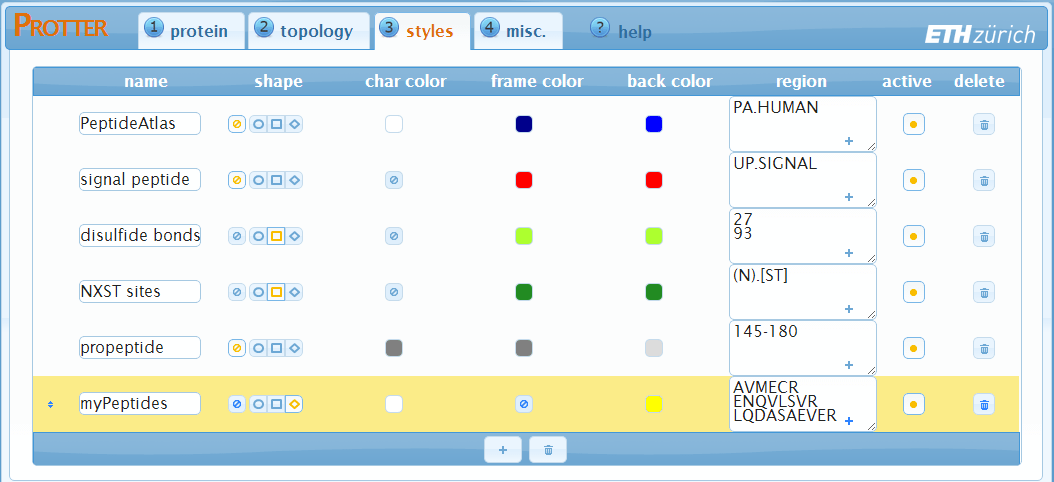 PROTTER
1 protein
2 topology
3 styles
4 misc.
? help
ETH zürich
name shape char color frame color back color region active delete
PeptideAtlas
PA.HUMAN
signal peptide
UP.SIGNAL
disulfide bonds
27
93
NXST sites
(N).[ST]
propeptide
145-180
myPeptides
AVMECR
ENQVLSVR
LQDASAEVER